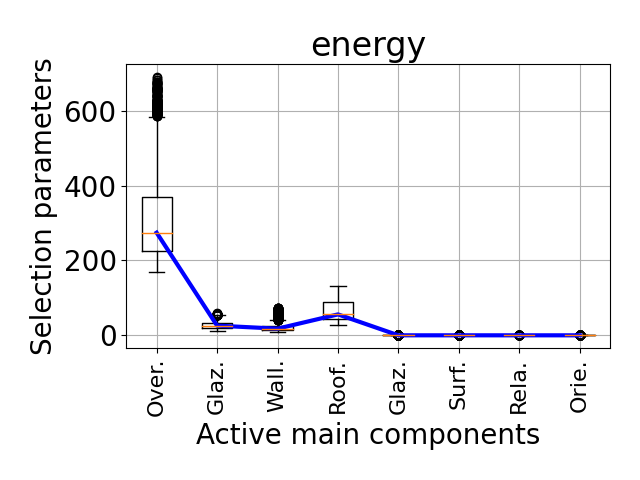 energy
Selection parameters
600
400
200
0
Over.
Glaz.
Wall.
Roof.
Glaz.
Surf.
Rela.
Orie.
Active main components